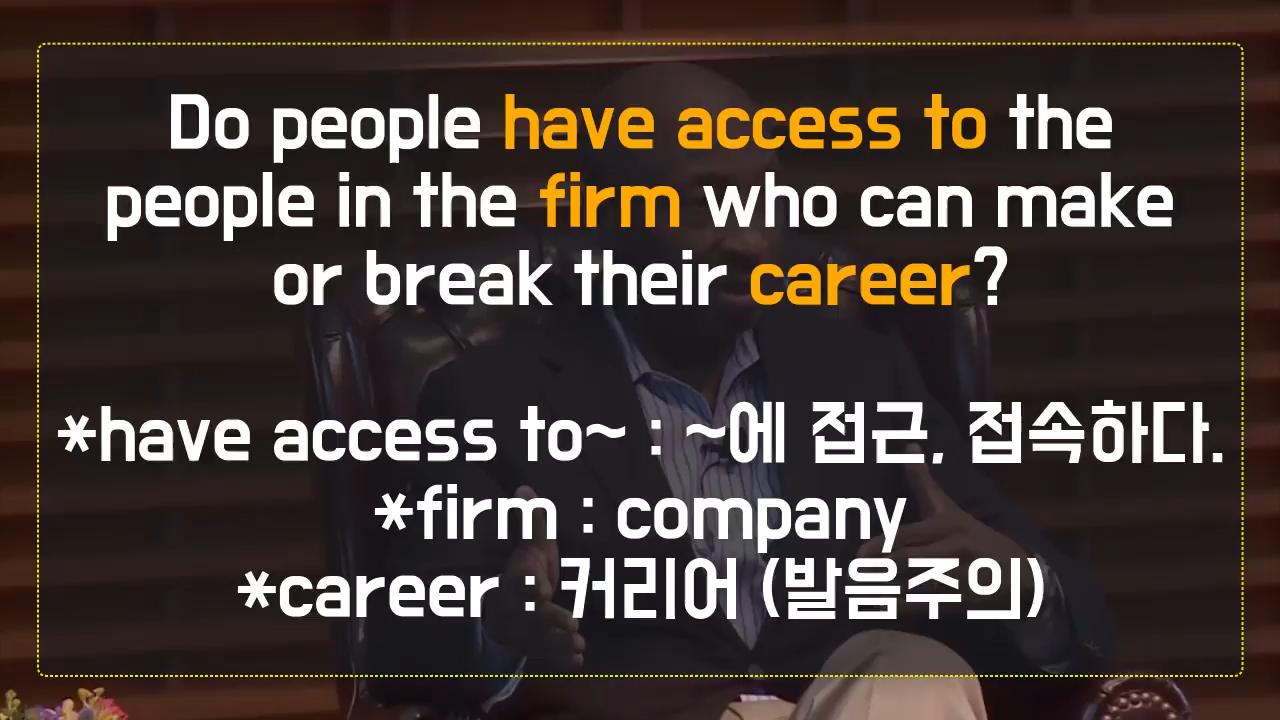 Do people have access to the
people in the firm who can make
or break their career?
*have access to~ : ~에 접근, 접속하다.
*firm : company
*career : 커리어 (발음주의)